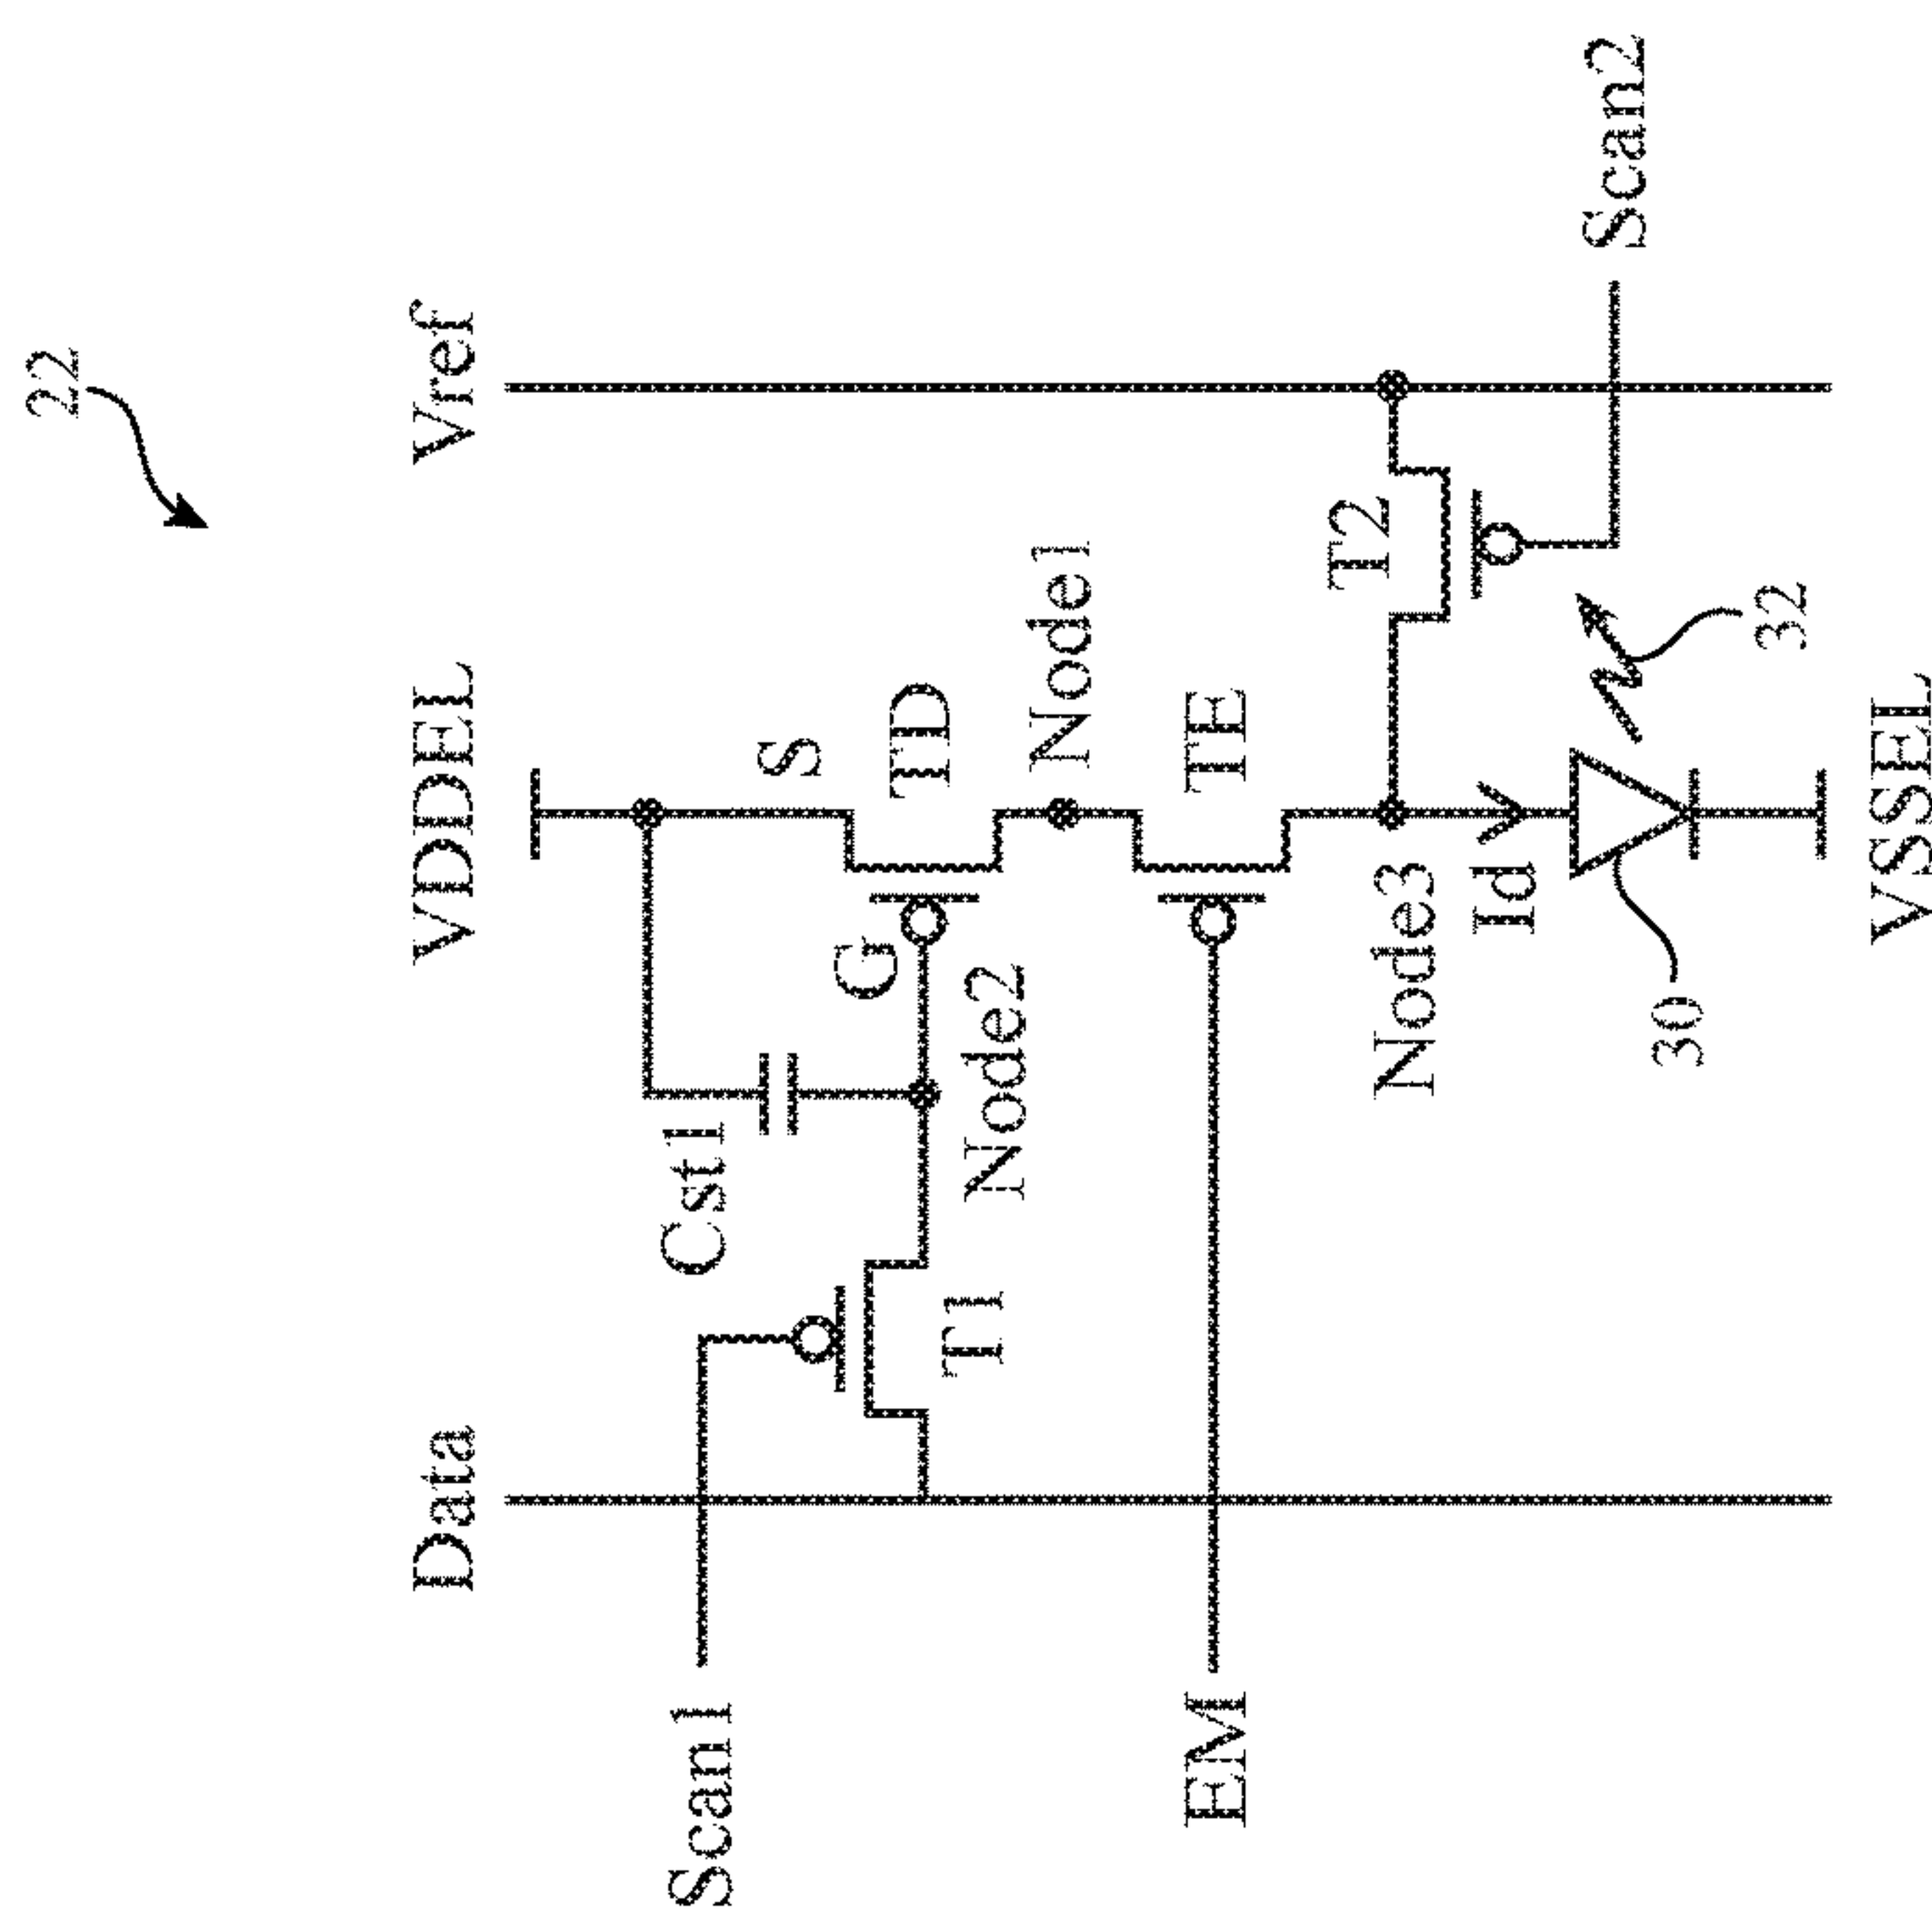 22
Data
VDDEL
Vref
Scan1
Cst1
S
G
TD
T1
Node2
Node1
EM
TE
T2
Node3
Id
Scan2
30
32
VSSEL